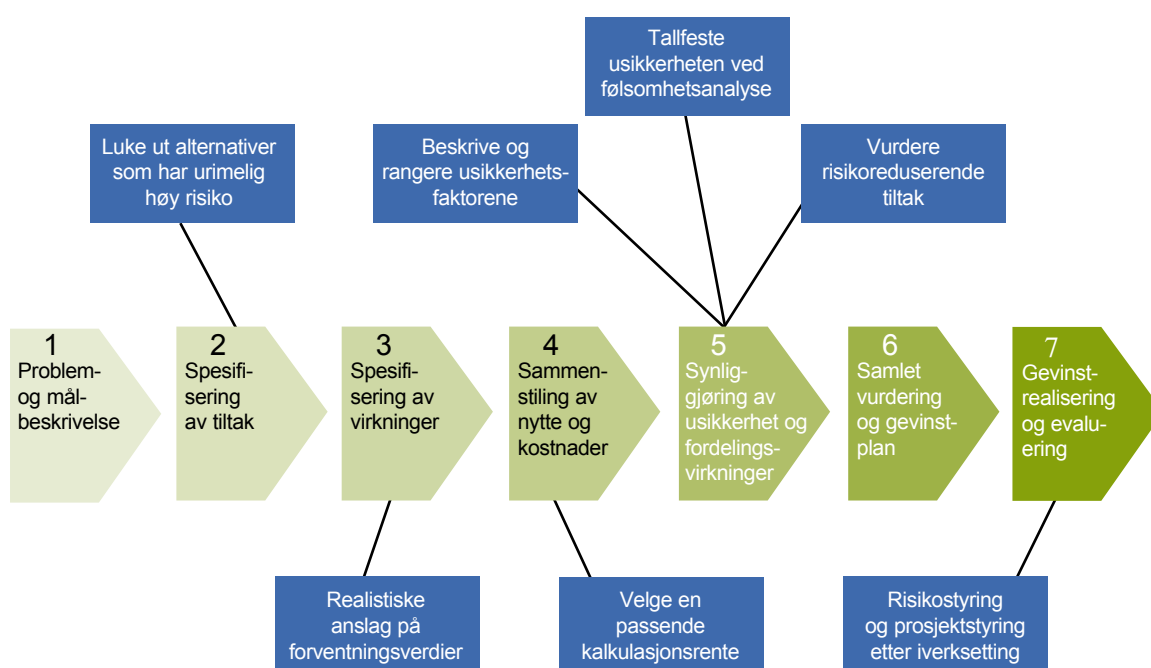 Tallfeste
usikkerheten ved
følsomhetsanalyse
Luke ut alternativer
som har urimelig
høy risiko
Beskrive og
rangere usikkerhets-
faktorene
Vurdere
risikoreduserende
tiltak
1
Problem-
og mål-
beskrivelse
2
Spesifi-
sering
av tiltak
3
Spesifi-
sering av
virkninger
4
Sammen-
stiling av
nytte og
kostnader
5
Synlig-
gjøring av
usikkerhet og
fordelings-
virkninger
6
Samlet
vurdering
og gevinst-
plan
7
Gevinst-
realisering
og evalu-
ering
Realistiske
anslag på
forventningsverdier
Velge en
passende
kalkulasjonsrente
Risikostyring
og prosjektstyring
etter iverksetting